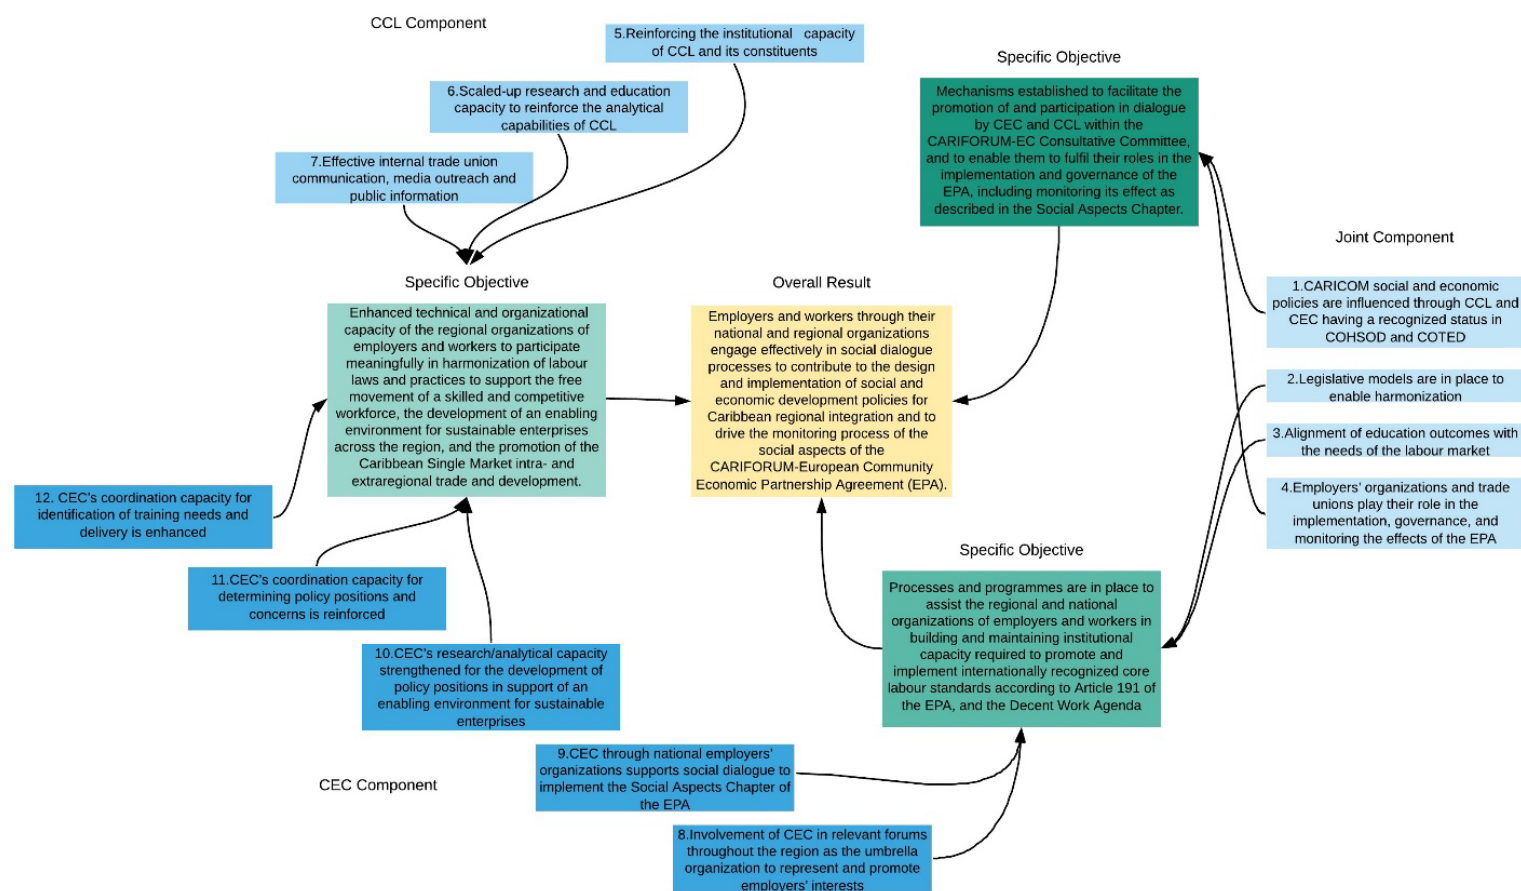 CCL Component
5.Reinforcing the institutional capacity
of CCL and its constituents
6.Scaled-up research and education
capacity to reinforce the analytical
capabilities of CCL
7.Effective internal trade union
communication, media outreach and
public information
Specific Objective
Mechanisms established to facilitate the
promotion of and participation in dialogue
by CEC and CCL within the
CARIFORUM-EC Consultative Committee,
and to enable them to fulfil their roles in the
implementation and governance of the
EPA, including monitoring its effect as
described in the Social Aspects Chapter.
Joint Component
1.CARICOM social and economic
policies are influenced through CCL and
CEC having a recognized status in
COHSOD and COTED
2.Legislative models are in place to
enable harmonization
3.Alignment of education outcomes with
the needs of the labour market
4.Employers' organizations and trade
unions play their role in the
implementation, governance, and
monitoring the effects of the EPA
Specific Objective
Enhanced technical and organizational
capacity of the regional organizations of
employers and workers to participate
meaningfully in harmonization of labour
laws and practices to support the free
movement of a skilled and competitive
workforce, the development of an enabling
environment for sustainable enterprises
across the region, and the promotion of the
Caribbean Single Market intra- and
extraregional trade and development.
Overall Result
Employers and workers through their
national and regional organizations
engage effectively in social dialogue
processes to contribute to the design
and implementation of social and
economic development policies for
Caribbean regional integration and to
drive the monitoring process of the
social aspects of the
CARIFORUM-European Community
Economic Partnership Agreement (EPA).
12. CEC's coordination capacity for
identification of training needs and
delivery is enhanced
11.CEC's coordination capacity for
determining policy positions and
concerns is reinforced
10.CEC's research/analytical capacity
strengthened for the development of
policy positions in support of an
enabling environment for sustainable
enterprises
Specific Objective
Processes and programmes are in place to
assist the regional and national
organizations of employers and workers in
building and maintaining institutional
capacity required to promote and
implement internationally recognized core
labour standards according to Article 191 of
the EPA, and the Decent Work Agenda
CEC Component
9.CEC through national employers'
organizations supports social dialogue to
implement the Social Aspects Chapter of
the EPA
8.Involvement of CEC in relevant forums
throughout the region as the umbrella
organization to represent and promote
employers' interests